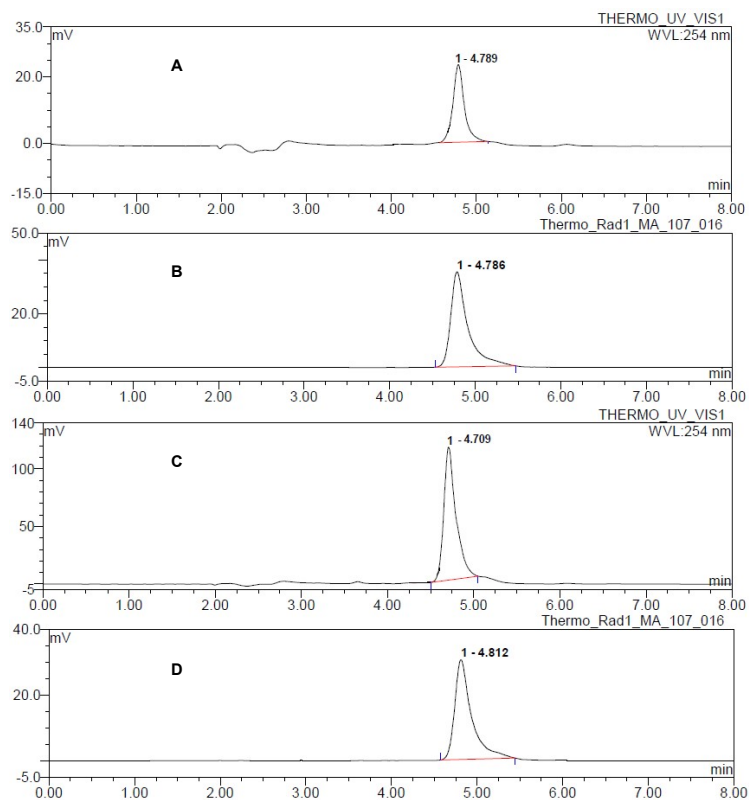 THERMO_UV_VIS1
35.0 mV WVL:254 nm
A
1 - 4.789
20.0
0.0
-15.0 min
0.00 1.00 2.00 3.00 4.00 5.00 6.00 7.00 8.00
Thermo_Rad1_MA_107_016
50.0 mV
B
1 - 4.786
20.0
-5.0 min
0.00 1.00 2.00 3.00 4.00 5.00 6.00 7.00 8.00
THERMO_UV_VIS1
140 mV WVL:254 nm
C
1 - 4.709
100
50
-5 min
0.00 1.00 2.00 3.00 4.00 5.00 6.00 7.00 8.00
Thermo_Rad1_MA_107_016
40.0 mV
D
1 - 4.812
20.0
-5.0 min
0.00 1.00 2.00 3.00 4.00 5.00 6.00 7.00 8.00